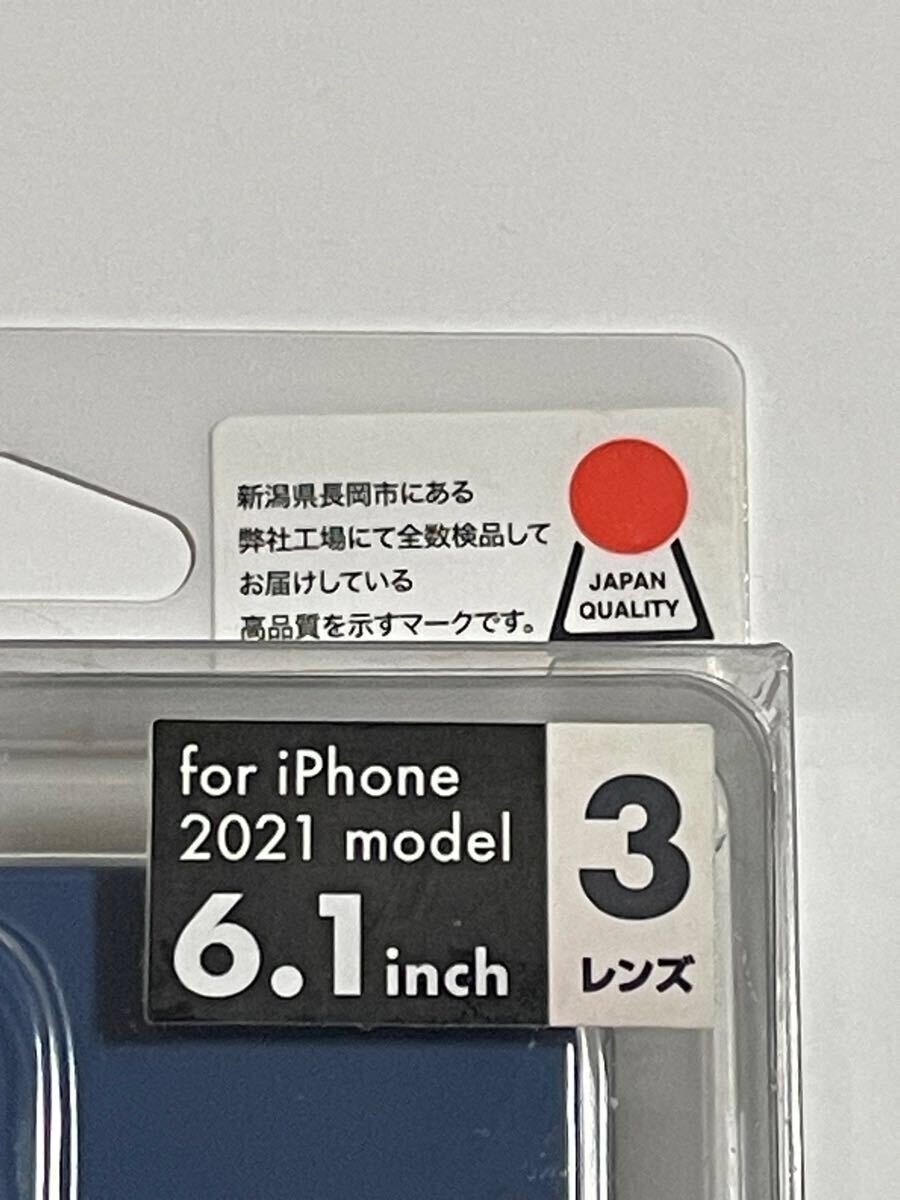 新潟県長岡市にある
弊社工場にて全数検品して
お届けしている
高品質を示すマークです。
JAPAN
QUALITY
for iPhone
2021 model
6.1 inch
3
レンズ